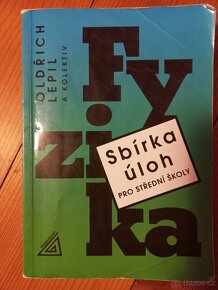 OLDŘICH
LEPIL
A KOLEKTIV
Fy
zi
ka
Sbírka
úloh
PRO STŘEDNÍ ŠKOLY